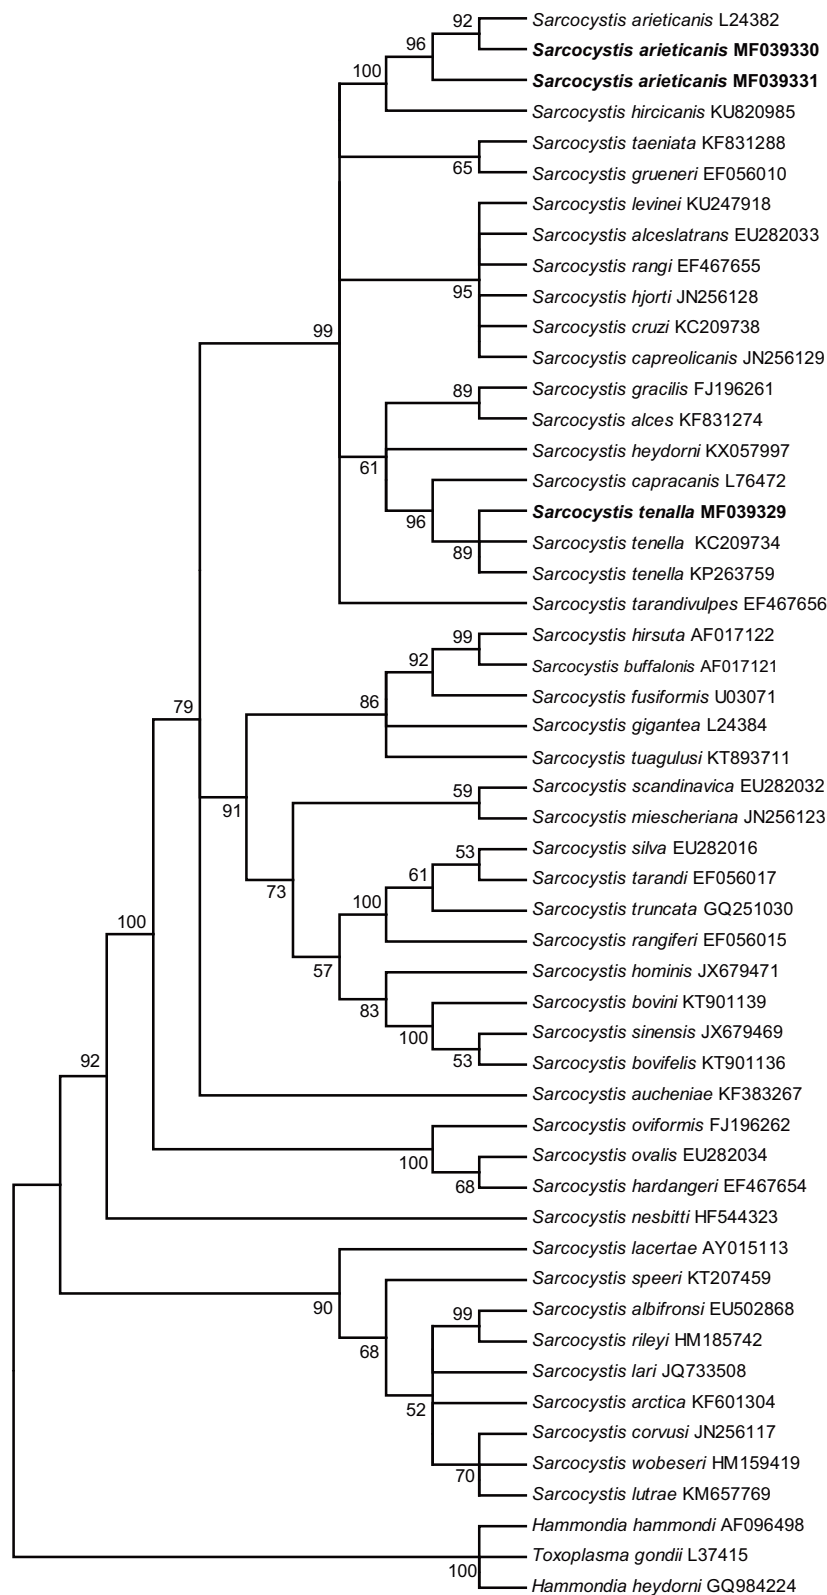 92
Sarcocystis arieticanis L24382
96
Sarcocystis arieticanis MF039330
100
Sarcocystis arieticanis MF039331
Sarcocystis hircicanis KU820985
Sarcocystis taeniata KF831288
65
Sarcocystis grueneri EF056010
Sarcocystis levinei KU247918
Sarcocystis alceslatrans EU282033
Sarcocystis rangi EF467655
95
Sarcocystis hjorti JN256128
99
Sarcocystis cruzi KC209738
Sarcocystis capreolicanis JN256129
89
Sarcocystis gracilis FJ196261
Sarcocystis alces KF831274
61
Sarcocystis heydorni KX057997
Sarcocystis capracanis L76472
96
Sarcocystis tenalla MF039329
89
Sarcocystis tenella KC209734
Sarcocystis tenella KP263759
Sarcocystis tarandivulpes EF467656
99
Sarcocystis hirsuta AF017122
92
Sarcocystis buffalonis AF017121
86
Sarcocystis fusiformis U03071
79
Sarcocystis gigantea L24384
Sarcocystis tuagulusi KT893711
91
59
Sarcocystis scandinavica EU282032
Sarcocystis miescheriana JN256123
53
Sarcocystis silva EU282016
73
61
Sarcocystis tarandi EF056017
100
Sarcocystis truncata GQ251030
100
Sarcocystis rangiferi EF056015
57
Sarcocystis hominis JX679471
83
Sarcocystis bovini KT901139
100
Sarcocystis sinensis JX679469
92
53
Sarcocystis bovifelis KT901136
Sarcocystis aucheniae KF383267
Sarcocystis oviformis FJ196262
100
Sarcocystis ovalis EU282034
68
Sarcocystis hardangeri EF467654
Sarcocystis nesbitti HF544323
Sarcocystis lacertae AY015113
90
Sarcocystis speeri KT207459
99
Sarcocystis albifronsi EU502868
68
Sarcocystis rileyi HM185742
Sarcocystis lari JQ733508
52
Sarcocystis arctica KF601304
Sarcocystis corvusi JN256117
70
Sarcocystis wobeseri HM159419
Sarcocystis lutrae KM657769
Hammondia hammondi AF096498
Toxoplasma gondii L37415
100
Hammondia heydorni GQ984224